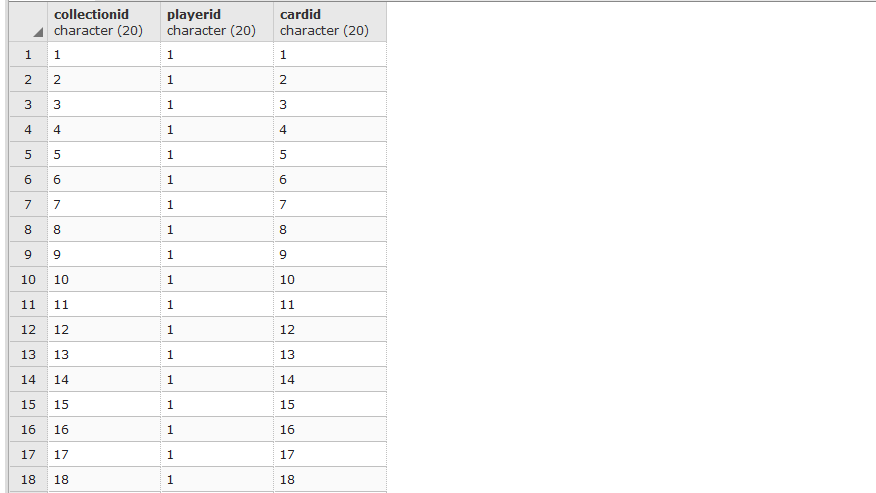 collectionid playerid cardid
character (20) character (20) character (20)
1 1 1 1
2 2 1 2
3 3 1 3
4 4 1 4
5 5 1 5
6 6 1 6
7 7 1 7
8 8 1 8
9 9 1 9
10 10 1 10
11 11 1 11
12 12 1 12
13 13 1 13
14 14 1 14
15 15 1 15
16 16 1 16
17 17 1 17
18 18 1 18